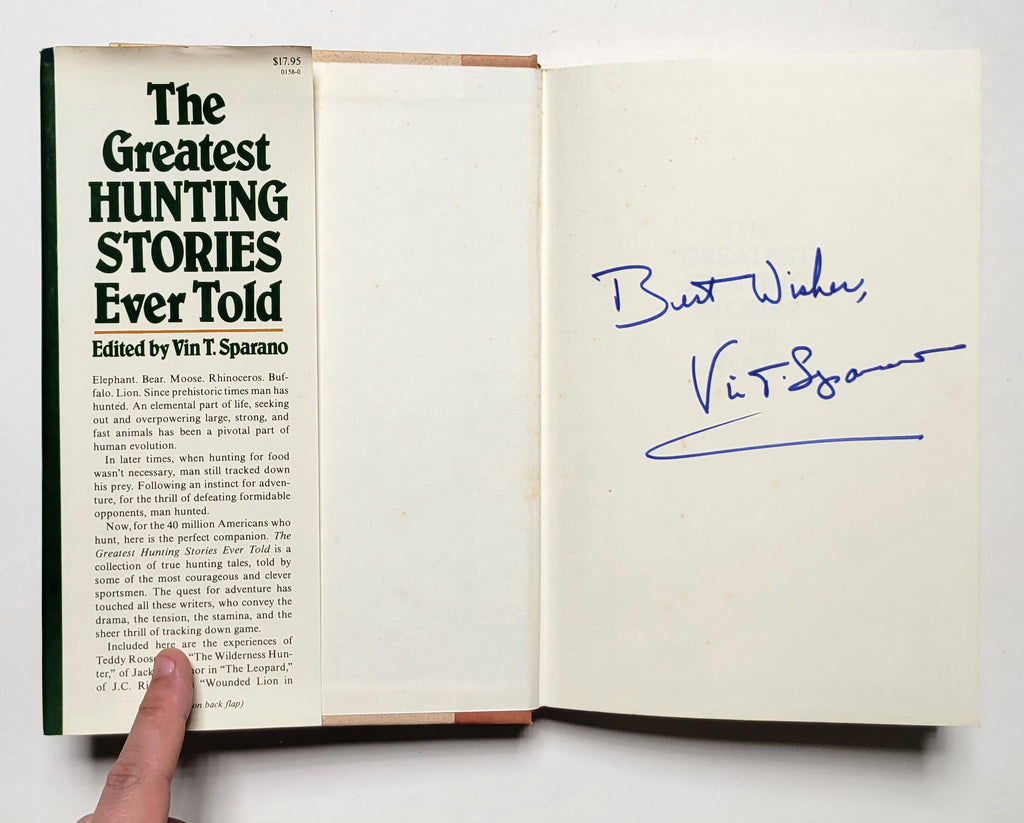 $17.95
0158-0
The
Greatest
HUNTING
STORIES
Ever Told
Edited by Vin T. Sparano
Elephant. Bear. Moose. Rhinoceros. Buf-
falo. Lion. Since prehistoric times man has
hunted. An elemental part of life, seeking
out and overpowering large, strong, and
fast animals has been a pivotal part of
human evolution.
In later times, when hunting for food
wasn't necessary, man still tracked down
his prey. Following an instinct for adven-
ture, for the thrill of defeating formidable
opponents, man hunted.
Now, for the 40 million Americans who
hunt, here is the perfect companion. The
Greatest Hunting Stories Ever Told is a
collection of true hunting tales, told by
some of the most courageous and clever
sportsmen. The quest for adventure has
touched all these writers, who convey the
drama, the tension, the stamina, and the
sheer thrill of tracking down game.
Included here are the experiences of
Teddy "The Wilderness Hun-
ter," of Jack in "The Leopard,"
of J.C. "Wounded Lion in
on back flap)
Best Wishes,
Vin T. Sparano
THE
GREATEST
STORIES
EVER